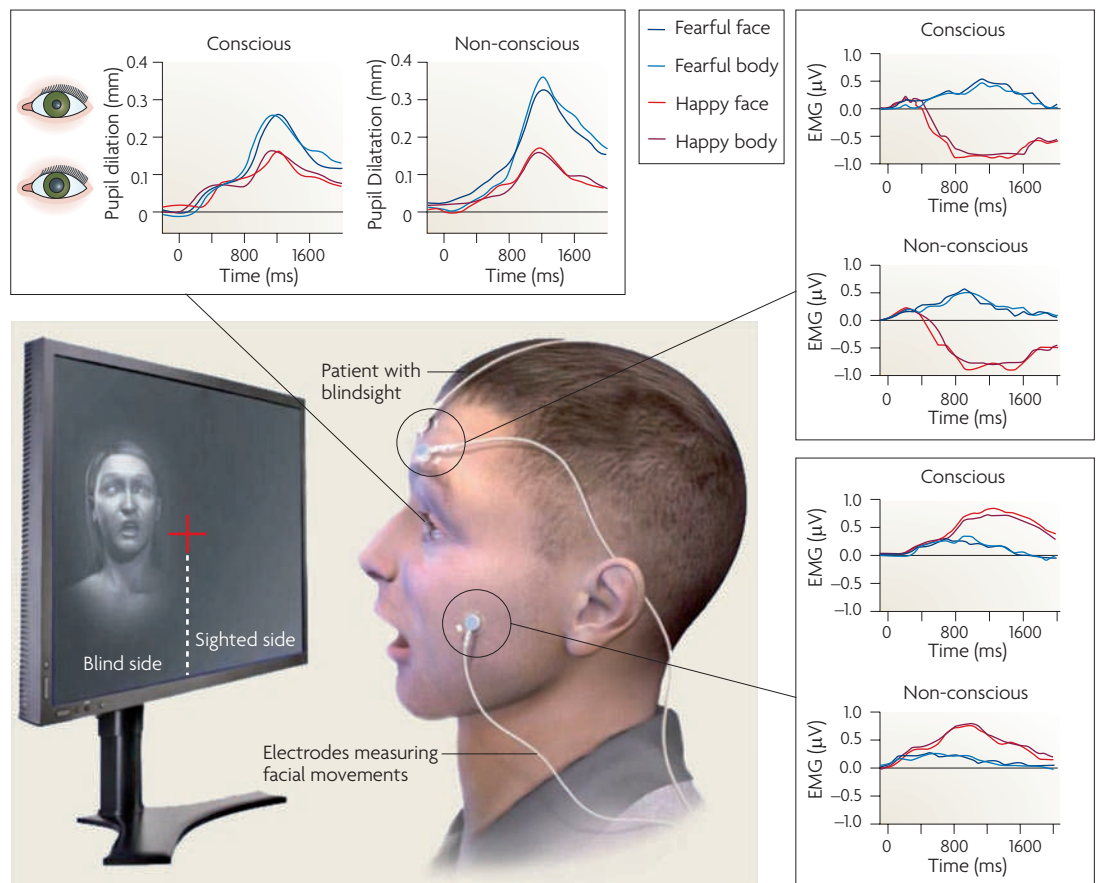 Conscious
Pupil dilation (mm)
0.4
0.3
0.2
0.1
0
0 800 1600
Time (ms)
Non-conscious
Pupil Dilatation (mm)
0.4
0.3
0.2
0.1
0
0 800 1600
Time (ms)
Fearful face
Fearful body
Happy face
Happy body
Conscious
EMG (µV)
1.0
0.5
0.0
–0.5
–1.0
0 800 1600
Time (ms)
Non-conscious
EMG (µV)
1.0
0.5
0.0
–0.5
–1.0
0 800 1600
Time (ms)
Patient with
blindsight
Sighted side
Blind side
Electrodes measuring
facial movements
Conscious
EMG (µV)
1.0
0.5
0.0
–0.5
–1.0
0 800 1600
Time (ms)
Non-conscious
EMG (µV)
1.0
0.5
0.0
–0.5
–1.0
0 800 1600
Time (ms)